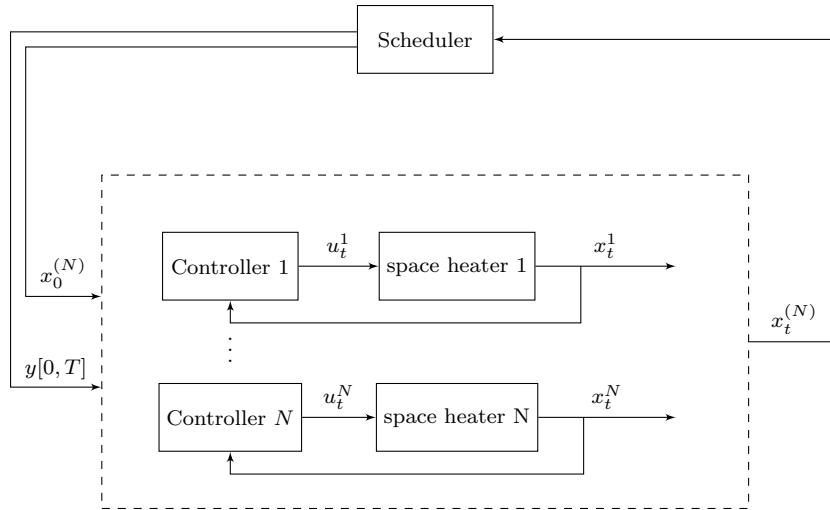 Scheduler
u_t^1
x_t^1
Controller 1
space heater 1
x_0^{(N)}
x_t^{(N)}
⋮
y[0, T]
u_t^N
x_t^N
Controller N
space heater N